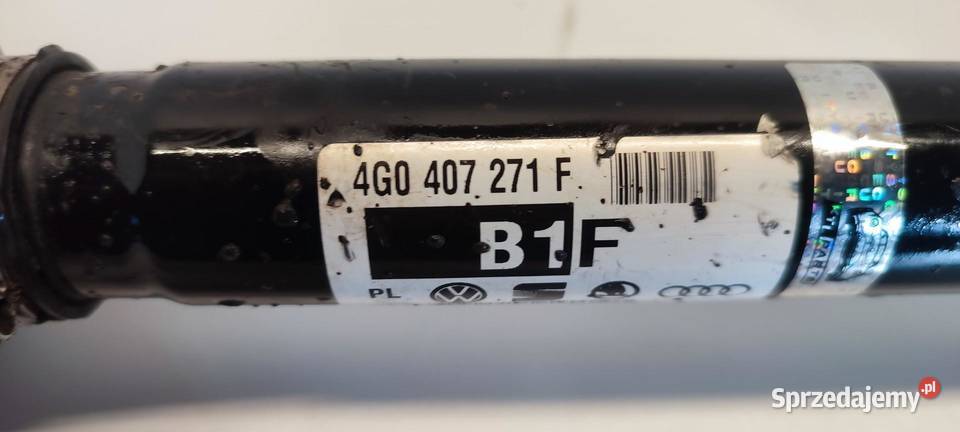 4G0 407 271 F
B1F
PL
Sprzedajemy.pl